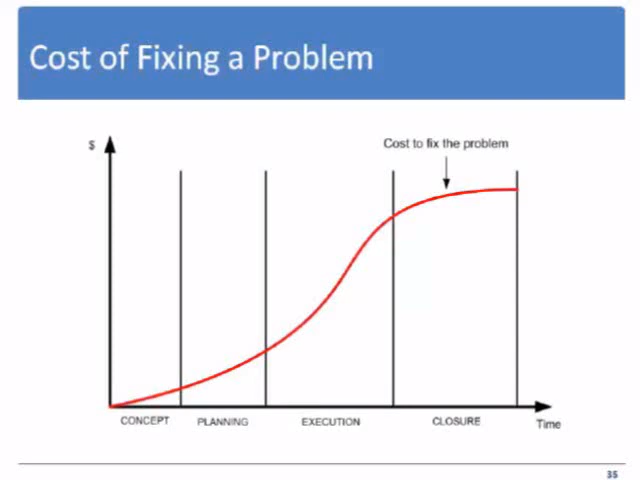 Cost of Fixing a Problem
$
Cost to fix the problem
CONCEPT
PLANNING
EXECUTION
CLOSURE
Time
35